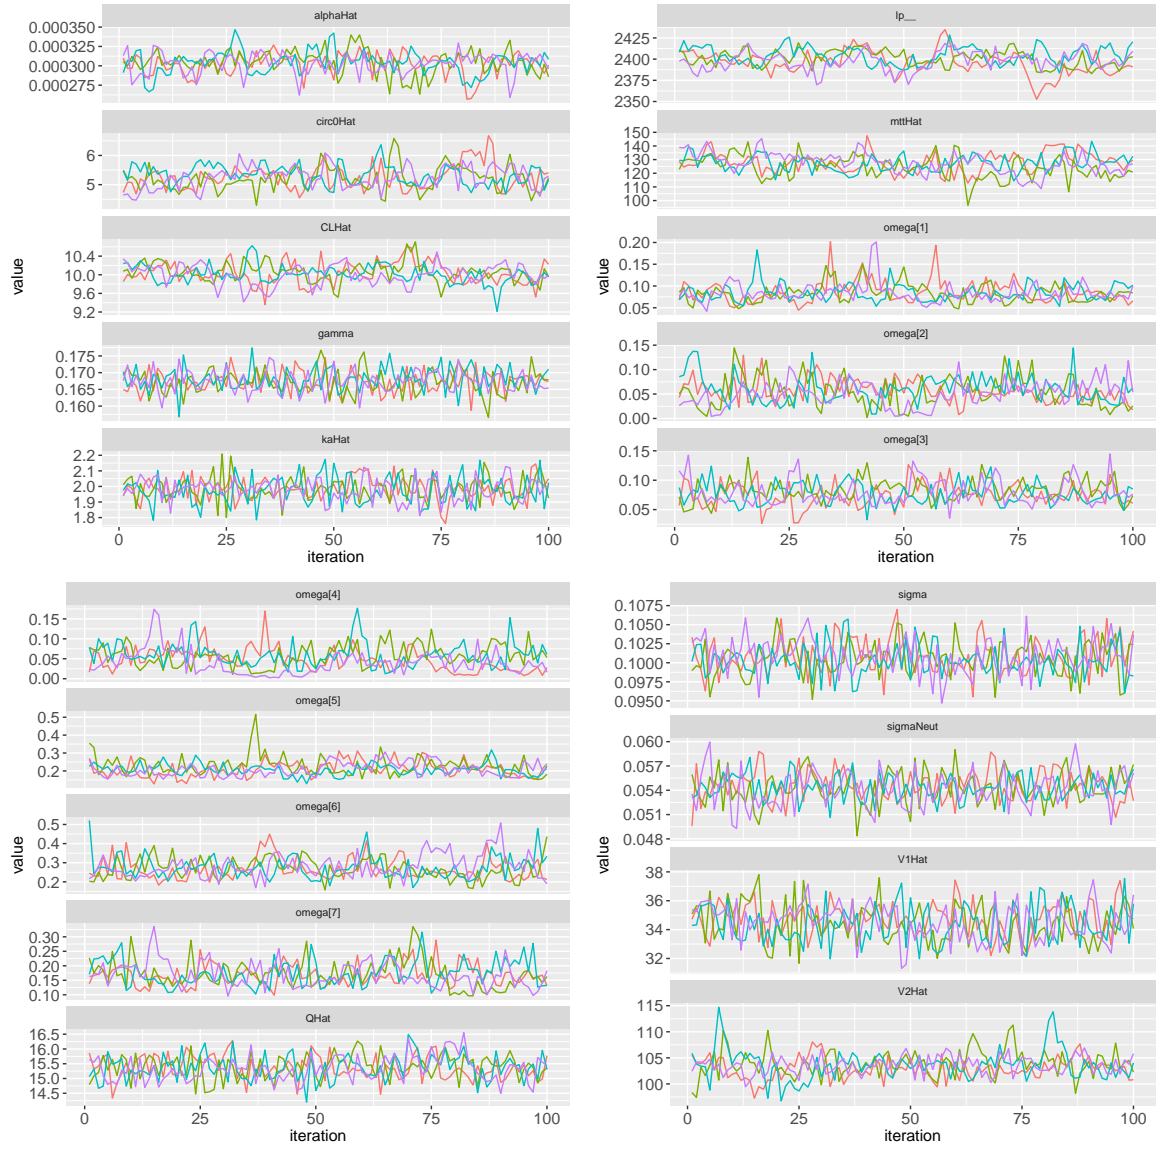 alphaHat
0.000350
0.000325
0.000300
0.000275
circ0Hat
6
5
CLHat
10.4
10.0
9.6
9.2
gamma
0.175
0.170
0.165
0.160
kaHat
2.2
2.1
2.0
1.9
1.8
0 25 50 75 100
iteration
value
lp__
2425
2400
2375
2350
mttHat
150
140
130
120
110
100
omega[1]
0.20
0.15
0.10
0.05
omega[2]
0.15
0.10
0.05
0.00
omega[3]
0.15
0.10
0.05
0 25 50 75 100
iteration
value
omega[4]
0.15
0.10
0.05
0.00
omega[5]
0.5
0.4
0.3
0.2
omega[6]
0.5
0.4
0.3
0.2
omega[7]
0.30
0.25
0.20
0.15
0.10
QHat
16.5
16.0
15.5
15.0
14.5
0 25 50 75 100
iteration
value
sigma
0.1075
0.1050
0.1025
0.1000
0.0975
0.0950
sigmaNeut
0.060
0.057
0.054
0.051
0.048
V1Hat
38
36
34
32
V2Hat
115
110
105
100
0 25 50 75 100
iteration
value